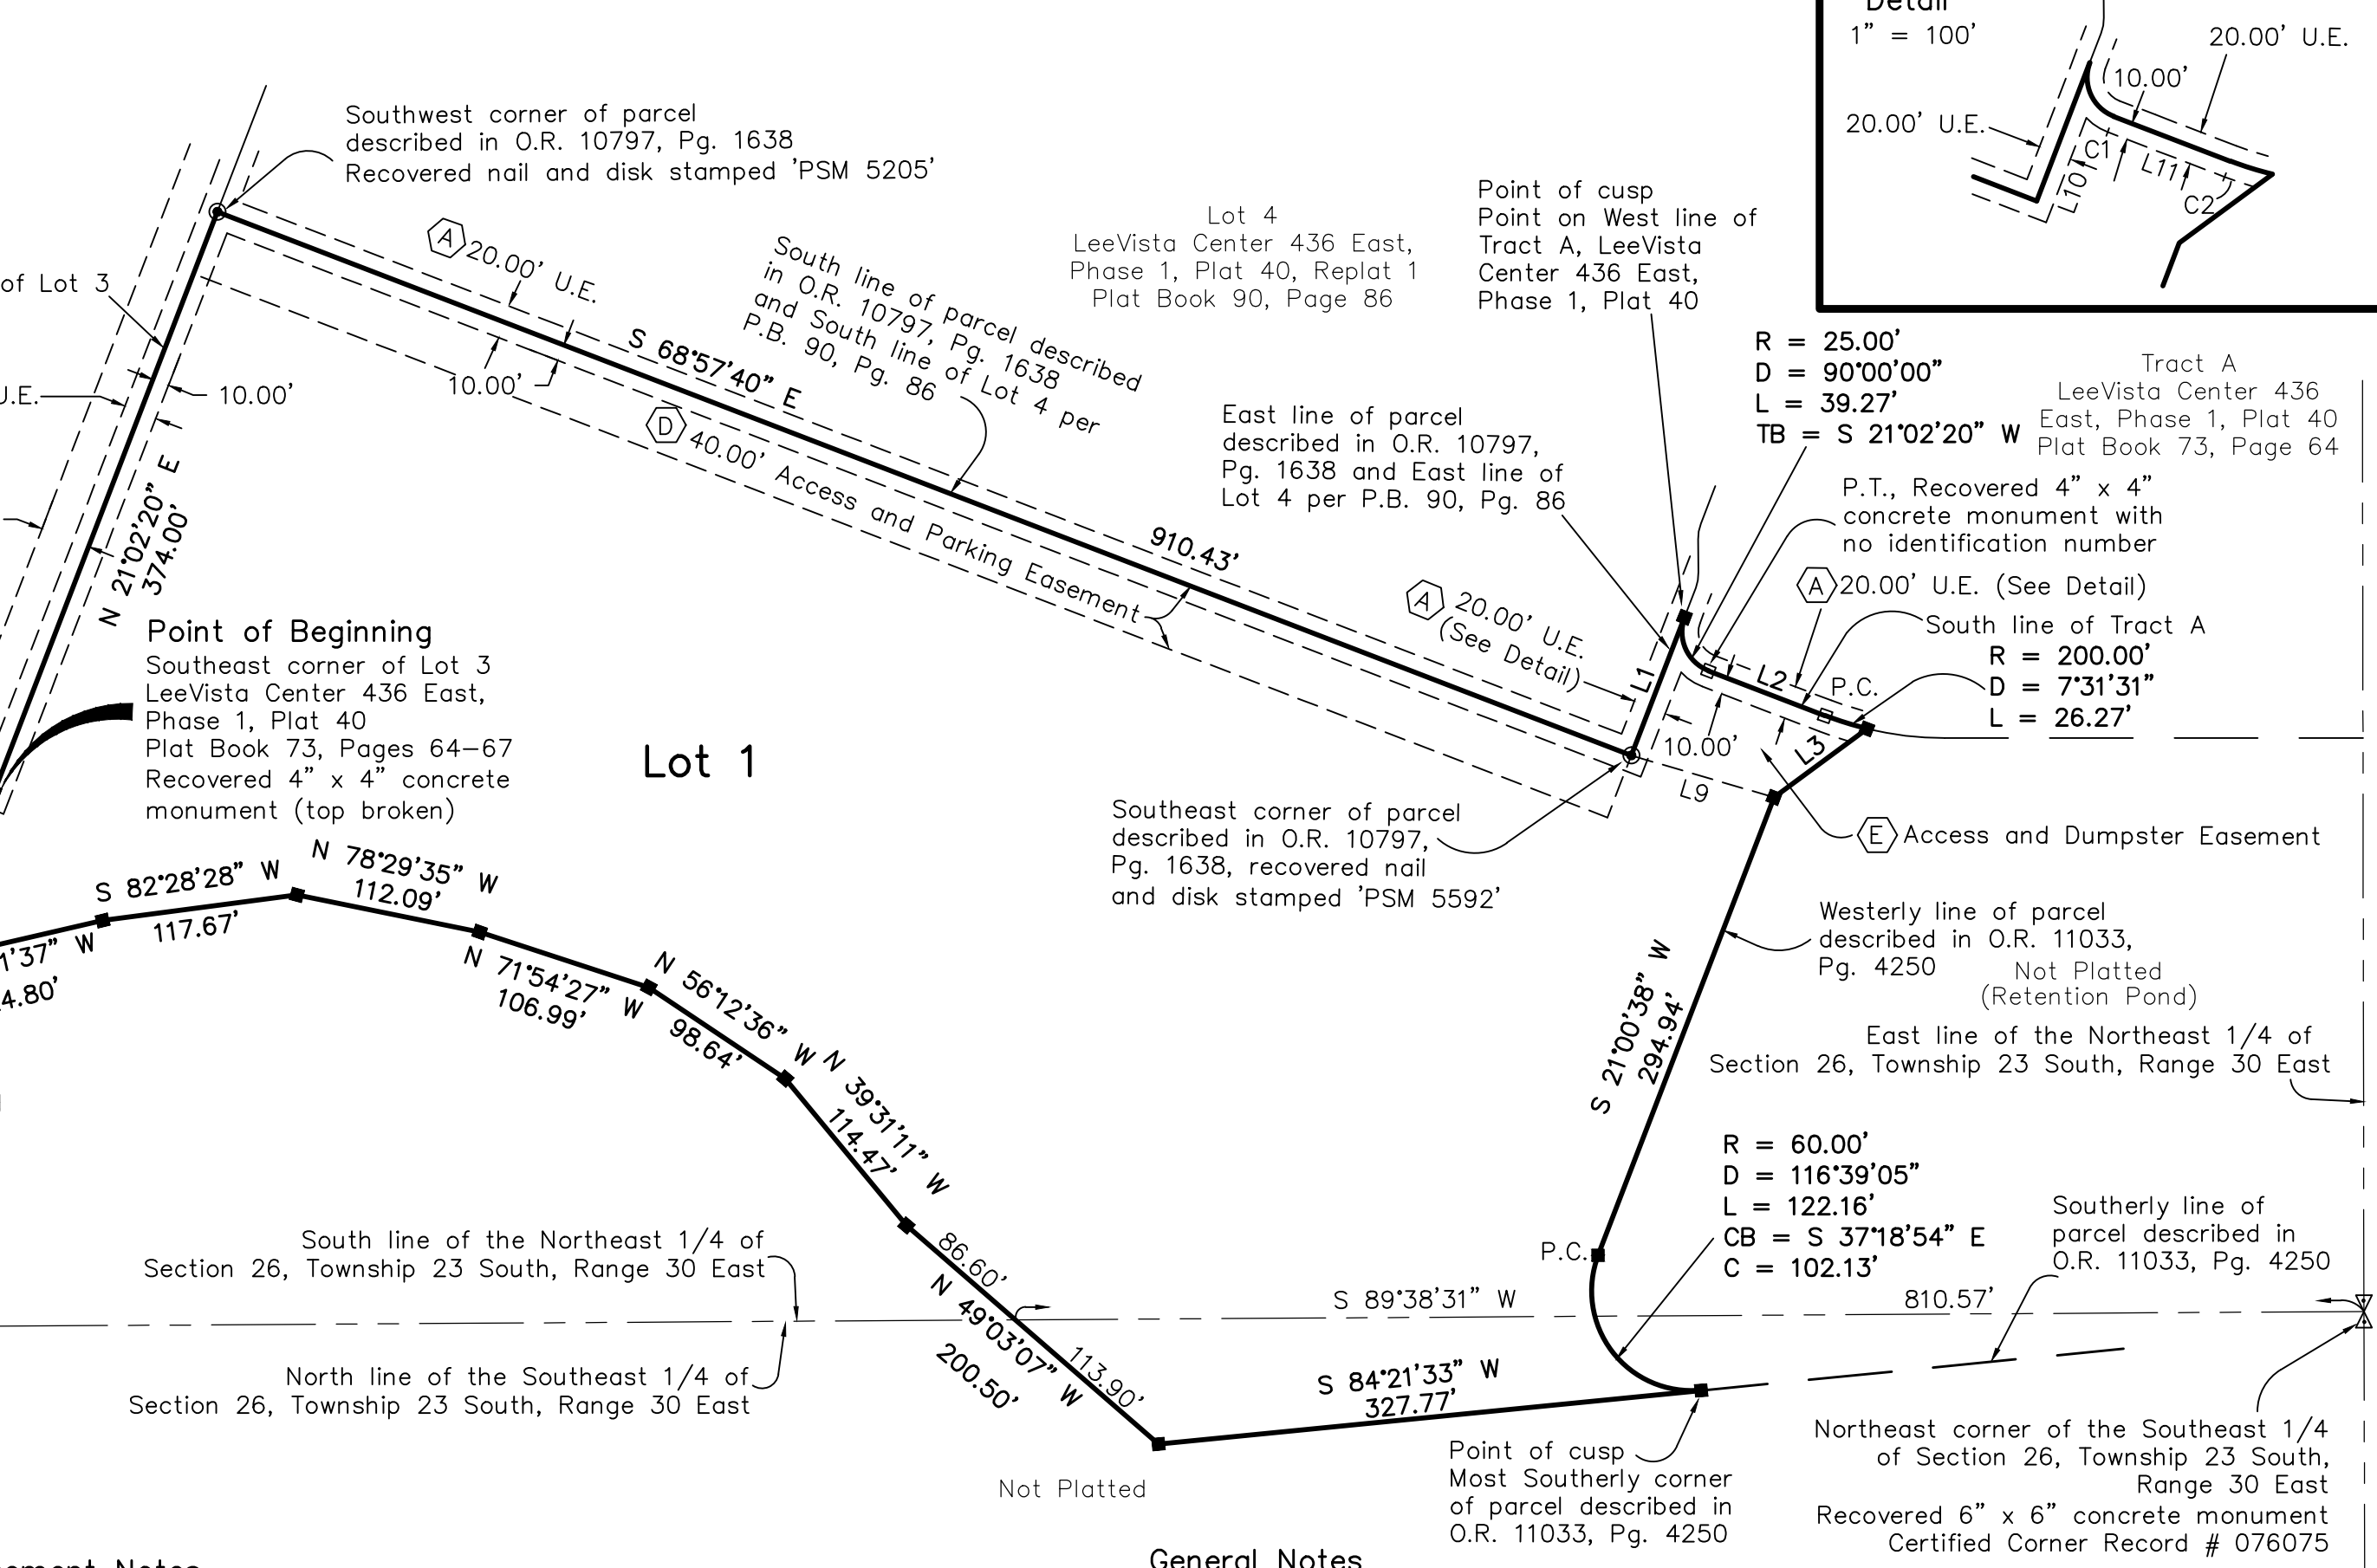 Detail
1" = 100'
20.00' U.E.
10.00'
20.00' U.E.
C1
L11
L10
C2
Southwest corner of parcel
described in O.R. 10797, Pg. 1638
Recovered nail and disk stamped 'PSM 5205'
of Lot 3
A
20.00' U.E.
South line of parcel described
in O.R. 10797, Pg. 1638
and South line of Lot 4 per
P.B. 90, Pg. 86
Lot 4
LeeVista Center 436 East,
Phase 1, Plat 40, Replat 1
Plat Book 90, Page 86
Point of cusp
Point on West line of
Tract A, LeeVista
Center 436 East,
Phase 1, Plat 40
R = 25.00'
D = 90°00'00"
L = 39.27'
TB = S 21°02'20" W
Tract A
LeeVista Center 436
East, Phase 1, Plat 40
Plat Book 73, Page 64
S 68°57'40" E
910.43'
10.00'
10.00'
U.E.
D
40.00' Access and Parking Easement
East line of parcel
described in O.R. 10797,
Pg. 1638 and East line of
Lot 4 per P.B. 90, Pg. 86
P.T., Recovered 4" x 4"
concrete monument with
no identification number
A
20.00' U.E. (See Detail)
South line of Tract A
R = 200.00'
D = 7°31'31"
L = 26.27'
N 21°02'20" E
374.00'
A
20.00' U.E.
(See Detail)
L1
L2
P.C.
L3
10.00'
L9
Point of Beginning
Southeast corner of Lot 3
LeeVista Center 436 East,
Phase 1, Plat 40
Plat Book 73, Pages 64-67
Recovered 4" x 4" concrete
monument (top broken)
Lot 1
Southeast corner of parcel
described in O.R. 10797,
Pg. 1638, recovered nail
and disk stamped 'PSM 5592'
E
Access and Dumpster Easement
1'37" W
4.80'
S 82°28'28" W
117.67'
N 78°29'35" W
112.09'
N 71°54'27" W
106.99'
N 56°12'36" W
98.64'
N 39°31'11" W
114.47'
Westerly line of parcel
described in O.R. 11033,
Pg. 4250
Not Platted
(Retention Pond)
S 21°00'38" W
294.94'
East line of the Northeast 1/4 of
Section 26, Township 23 South, Range 30 East
R = 60.00'
D = 116°39'05"
L = 122.16'
CB = S 37°18'54" E
C = 102.13'
P.C.
Southerly line of
parcel described in
O.R. 11033, Pg. 4250
South line of the Northeast 1/4 of
Section 26, Township 23 South, Range 30 East
86.60'
N 49°03'07" W
200.50'
113.90'
S 89°38'31" W
810.57'
North line of the Southeast 1/4 of
Section 26, Township 23 South, Range 30 East
S 84°21'33" W
327.77'
Not Platted
Point of cusp
Most Southerly corner
of parcel described in
O.R. 11033, Pg. 4250
Northeast corner of the Southeast 1/4
of Section 26, Township 23 South,
Range 30 East
Recovered 6" x 6" concrete monument
Certified Corner Record # 076075
General Notes
ement Notes